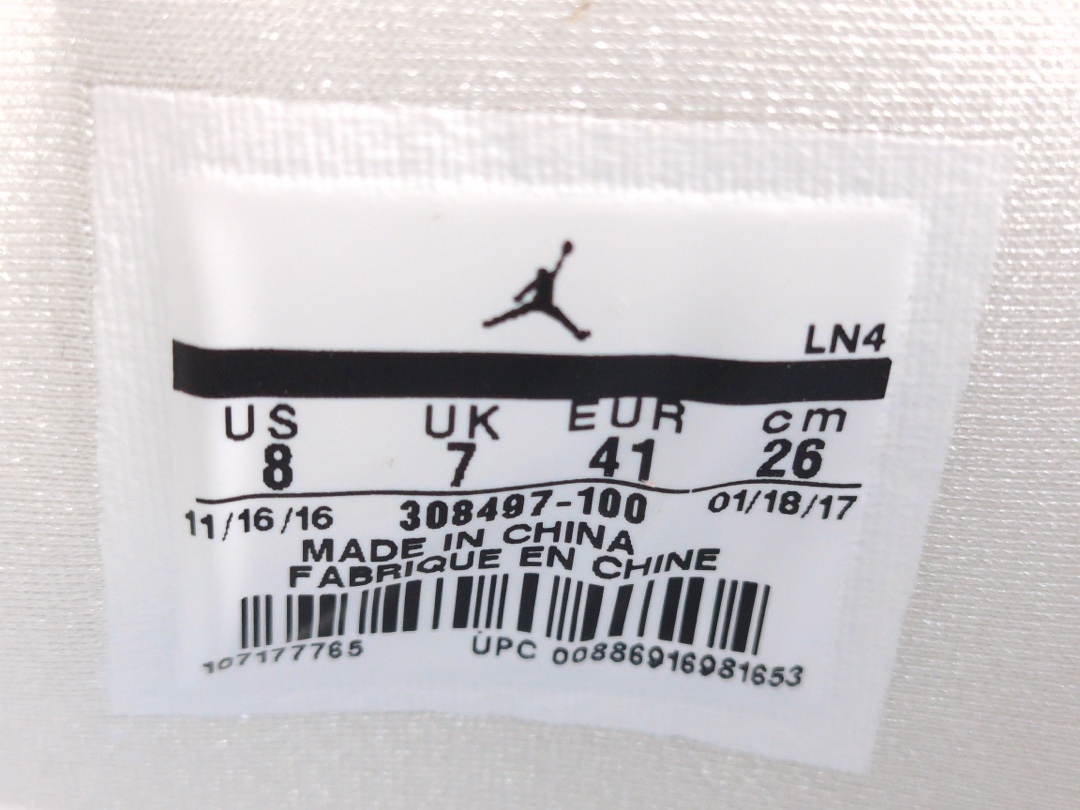 LN4
US UK EUR cm
8 7 41 26
11/16/16 308497-100 01/18/17
MADE IN CHINA
FABRIQUE EN CHINE
107177765 UPC 00886916981653